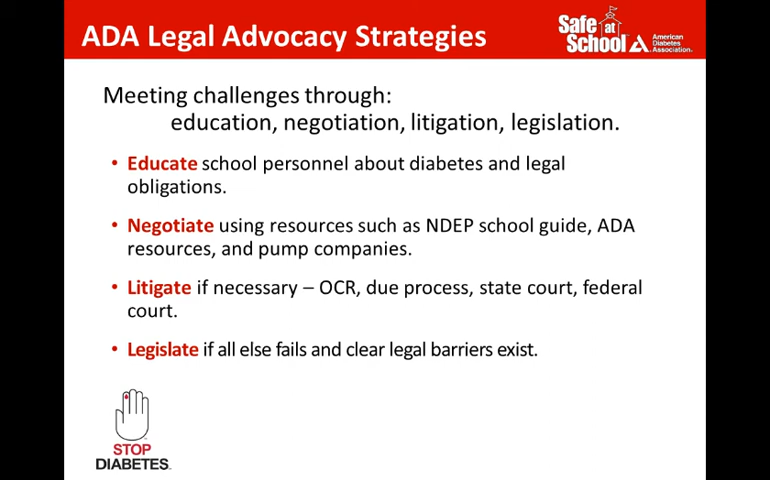 ADA Legal Advocacy Strategies
Safe at
School
American
Diabetes
Association.
Meeting challenges through:
education, negotiation, litigation, legislation.
• Educate school personnel about diabetes and legal
obligations.
• Negotiate using resources such as NDEP school guide, ADA
resources, and pump companies.
• Litigate if necessary – OCR, due process, state court, federal
court.
• Legislate if all else fails and clear legal barriers exist.
STOP
DIABETES.